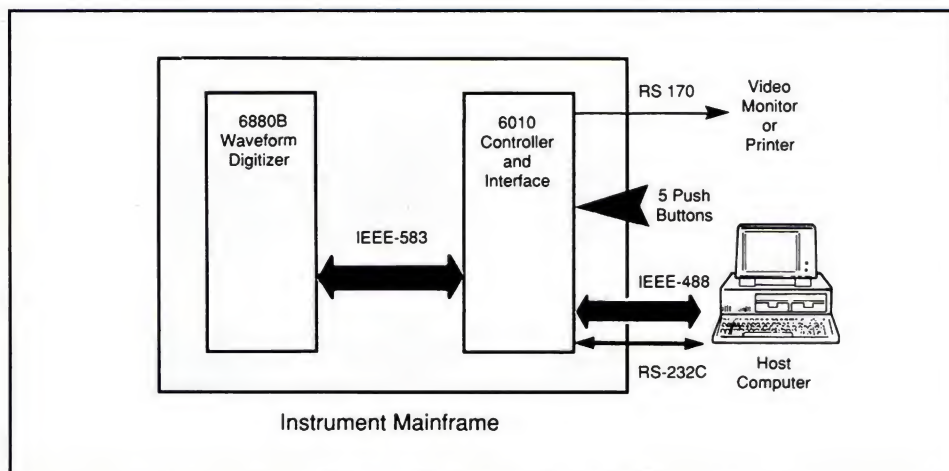 6880B
Waveform
Digitizer
IEEE-583
6010
Controller
and
Interface
RS 170
Video
Monitor
or
Printer
5 Push
Buttons
IEEE-488
RS-232C
Host
Computer
Instrument Mainframe